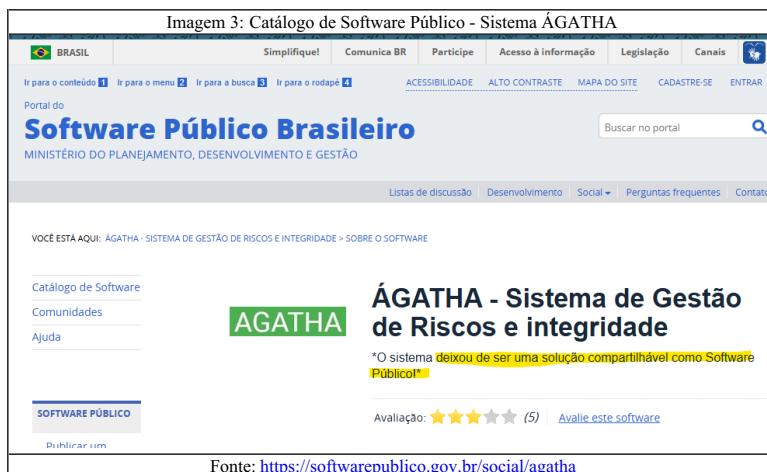 Imagem 3: Catálogo de Software Público - Sistema ÁGATHA
BRASIL Simplifique! Comunica BR Participe Acesso à informação Legislação Canais
Ir para o conteúdo 1 Ir para o menu 2 Ir para a busca 3 Ir para o rodapé 4 ACESSIBILIDADE ALTO CONTRASTE MAPA DO SITE CADASTRE-SE ENTRAR
Portal do
Software Público Brasileiro
Buscar no portal
MINISTÉRIO DO PLANEJAMENTO, DESENVOLVIMENTO E GESTÃO
Listas de discussão Desenvolvimento Social Perguntas frequentes Contato
VOCÊ ESTÁ AQUI: ÁGATHA - SISTEMA DE GESTÃO DE RISCOS E INTEGRIDADE > SOBRE O SOFTWARE
Catálogo de Software
Comunidades
Ajuda
SOFTWARE PÚBLICO
Publicar um
AGATHA
ÁGATHA - Sistema de Gestão
de Riscos e integridade
*O sistema deixou de ser uma solução compartilhável como Software
Público!*
Avaliação: (5) Avalie este software
Fonte: https://softwarepublico.gov.br/social/agatha